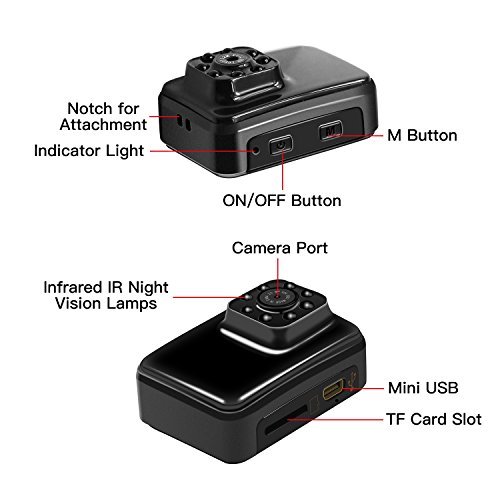 Notch for
Attachment
Indicator Light
M
M Button
ON/OFF Button
Camera Port
Infrared IR Night
Vision Lamps
Mini USB
TF Card Slot